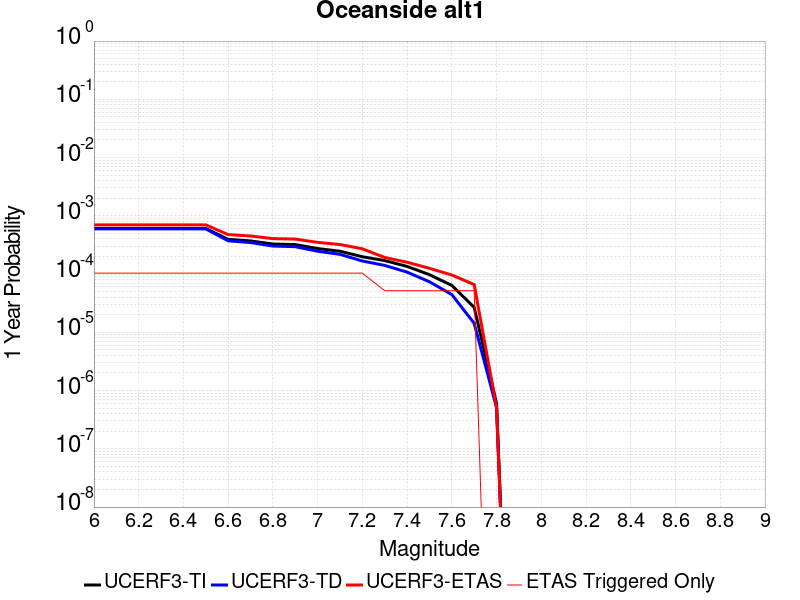 Oceanside alt1
10^0
10^-1
10^-2
10^-3
10^-4
10^-5
10^-6
10^-7
10^-8
1 Year Probability
6 6.2 6.4 6.6 6.8 7 7.2 7.4 7.6 7.8 8 8.2 8.4 8.6 8.8 9
Magnitude
UCERF3-TI UCERF3-TD UCERF3-ETAS ETAS Triggered Only